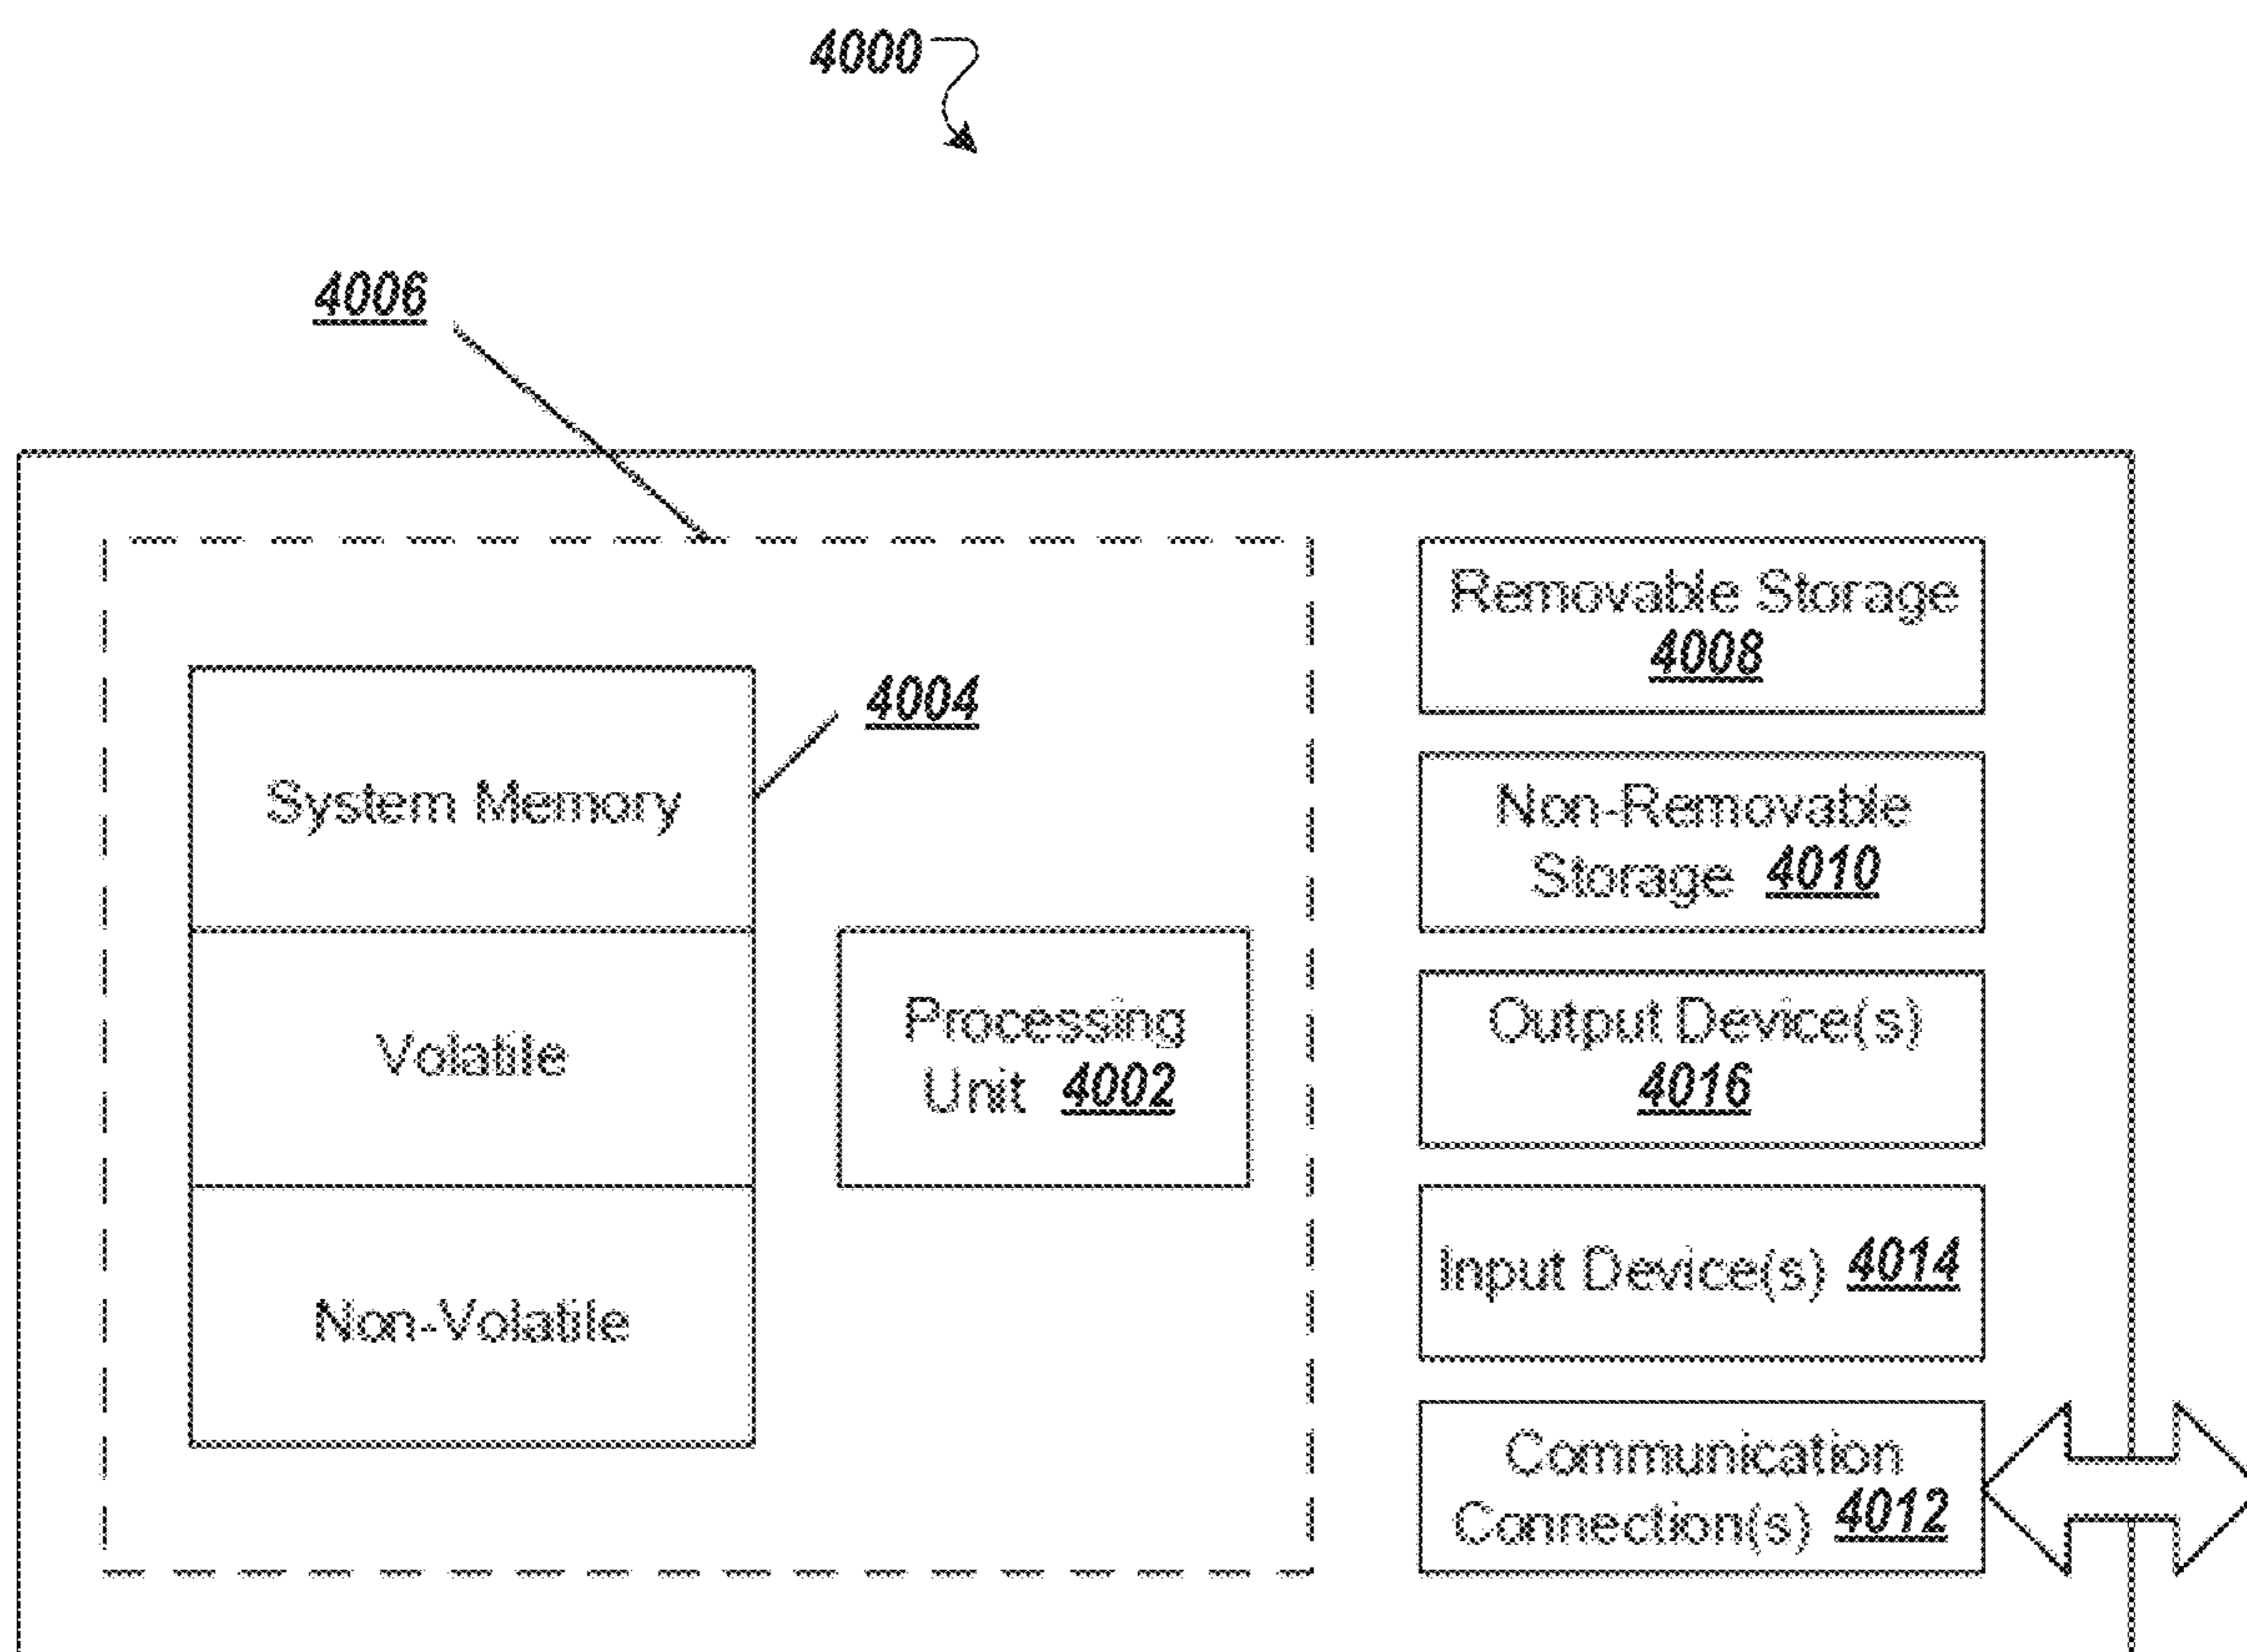 4000
4006
System Memory
4004
Volatile
Non-Volatile
Processing
Unit 4002
Removable Storage
4008
Non-Removable
Storage 4010
Output Device(s)
4016
Input Device(s) 4014
Communication
Connection(s) 4012